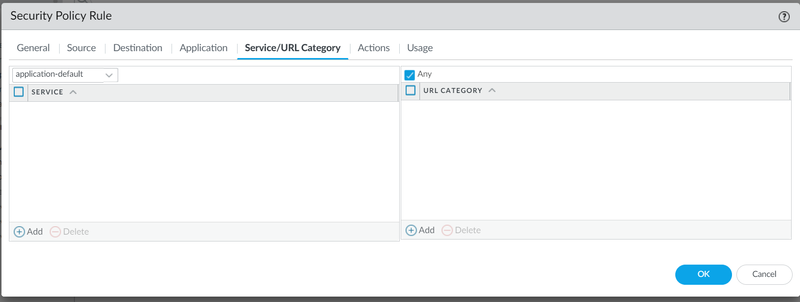 Security Policy Rule
General Source Destination Application Service/URL Category Actions Usage
application-default Any
SERVICE URL CATEGORY
Add Delete Add Delete
OK Cancel